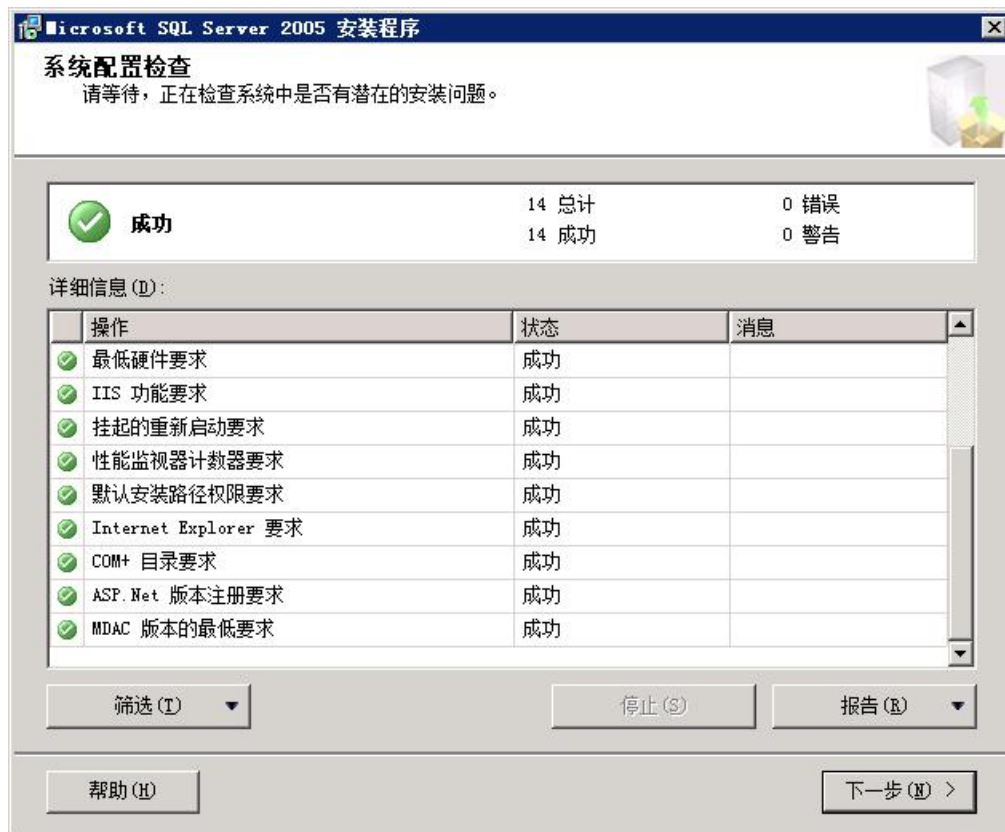 Microsoft SQL Server 2005 安装程序
系统配置检查
请等待，正在检查系统中是否有潜在的安装问题。
成功
14 总计
0 错误
14 成功
0 警告
详细信息(D):
操作 状态 消息
最低硬件要求 成功
IIS 功能要求 成功
挂起的重新启动要求 成功
性能监视器计数器要求 成功
默认安装路径权限要求 成功
Internet Explorer 要求 成功
COM+ 目录要求 成功
ASP.Net 版本注册要求 成功
MDAC 版本的最低要求 成功
筛选(T) 停止(S) 报告(R)
帮助(H) 下一步(N) >